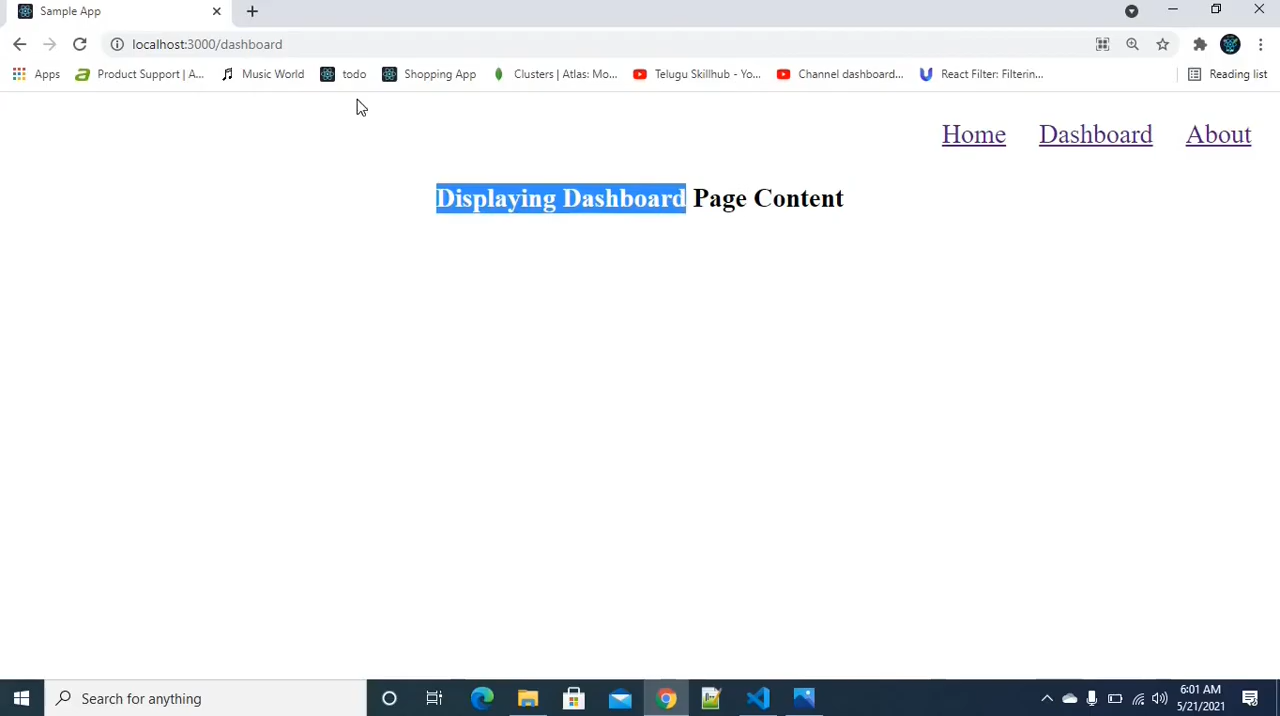 Sample App
localhost:3000/dashboard
Apps Product Support | A... Music World todo Shopping App Clusters | Atlas: Mo... Telugu Skillhub - Yo... Channel dashboard... React Filter: Filterin... Reading list
Home Dashboard About
Displaying Dashboard Page Content
Search for anything
6:01 AM
5/21/2021